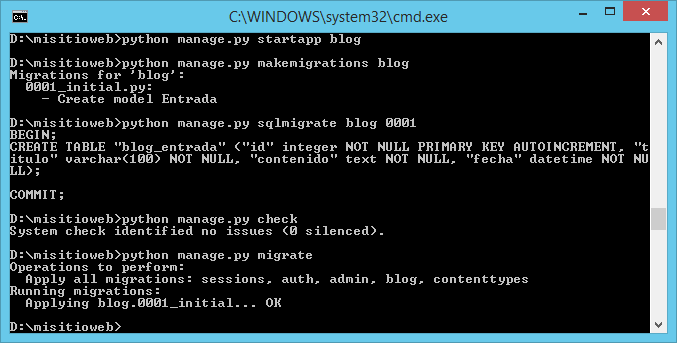 C:\WINDOWS\system32\cmd.exe
D:\misitioweb>python manage.py startapp blog
D:\misitioweb>python manage.py makemigrations blog
Migrations for 'blog':
  0001_initial.py:
    - Create model Entrada
D:\misitioweb>python manage.py sqlmigrate blog 0001
BEGIN;
CREATE TABLE "blog_entrada" ("id" integer NOT NULL PRIMARY KEY AUTOINCREMENT, "t
itulo" varchar(100) NOT NULL, "contenido" text NOT NULL, "fecha" datetime NOT NU
LL);
COMMIT;
D:\misitioweb>python manage.py check
System check identified no issues (0 silenced).
D:\misitioweb>python manage.py migrate
Operations to perform:
  Apply all migrations: sessions, auth, admin, blog, contenttypes
Running migrations:
  Applying blog.0001_initial... OK
D:\misitioweb>